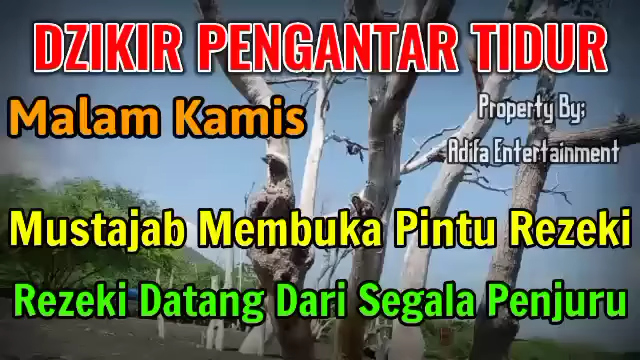 DZIKIR PENGANTAR TIDUR
Malam Kamis
Property By;
Adifa Entertainment
Mustajab Membuka Pintu Rezeki
Rezeki Datang Dari Segala Penjuru